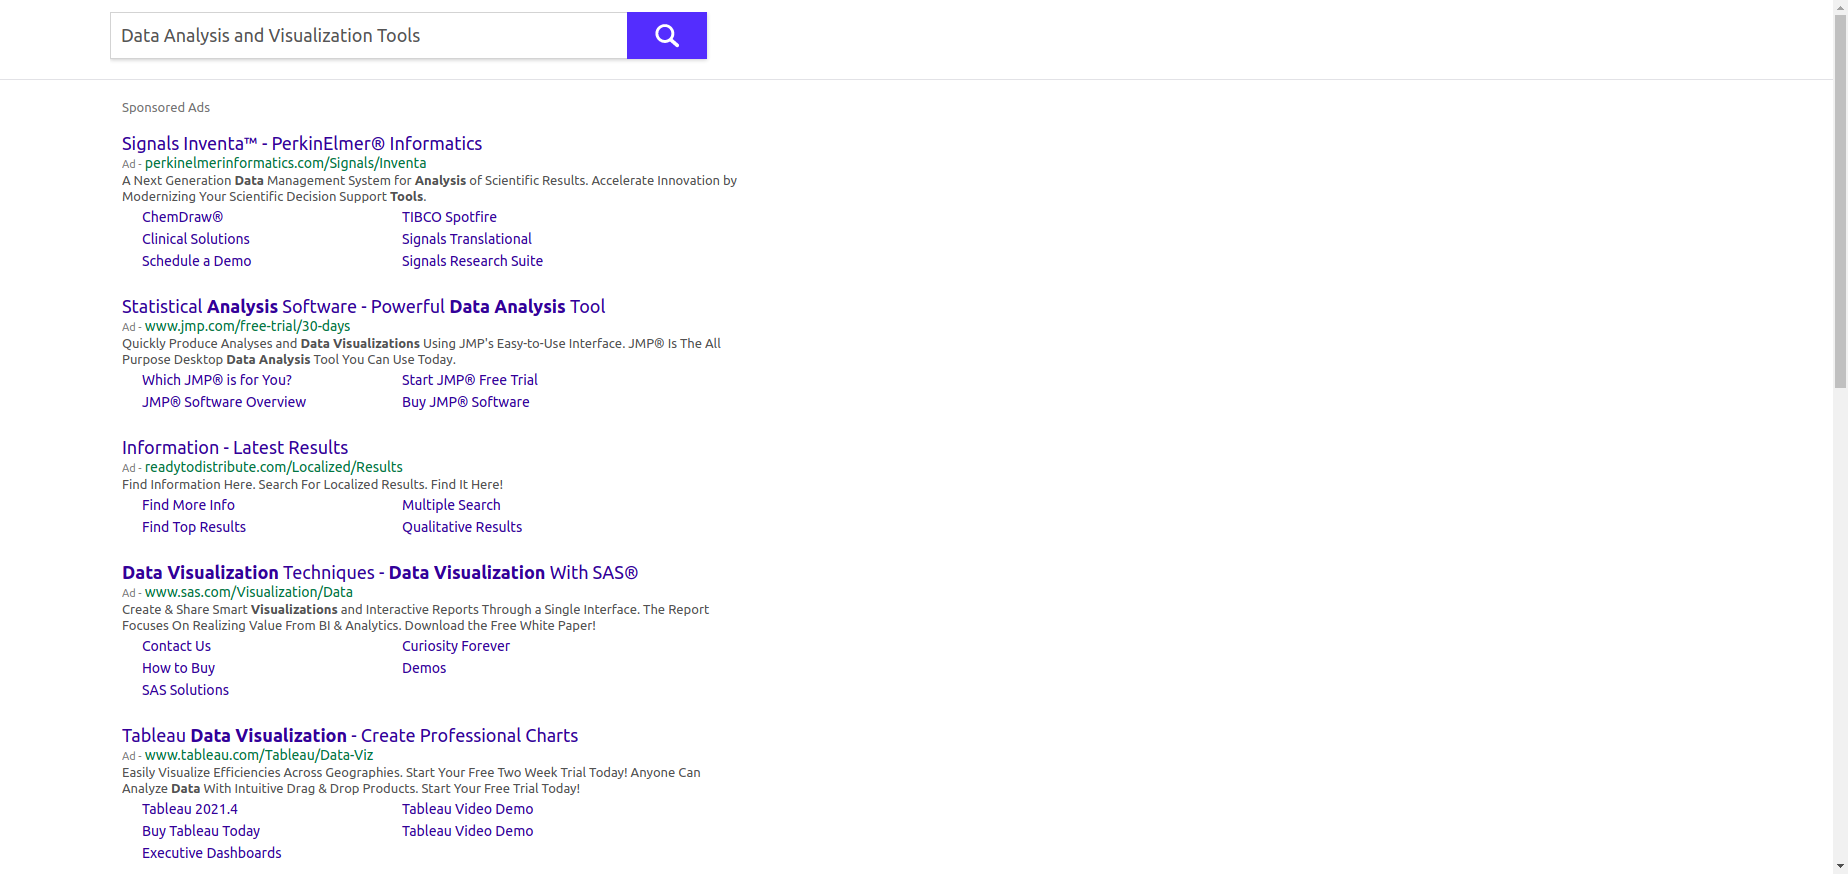 Data Analysis and Visualization Tools
Sponsored Ads
Signals Inventa™ - PerkinElmer® Informatics
Ad - perkinelmerinformatics.com/Signals/Inventa
A Next Generation Data Management System for Analysis of Scientific Results. Accelerate Innovation by
Modernizing Your Scientific Decision Support Tools.
ChemDraw® TIBCO Spotfire
Clinical Solutions Signals Translational
Schedule a Demo Signals Research Suite
Statistical Analysis Software - Powerful Data Analysis Tool
Ad - www.jmp.com/free-trial/30-days
Quickly Produce Analyses and Data Visualizations Using JMP's Easy-to-Use Interface. JMP® Is The All
Purpose Desktop Data Analysis Tool You Can Use Today.
Which JMP® is for You? Start JMP® Free Trial
JMP® Software Overview Buy JMP® Software
Information - Latest Results
Ad - readytodistribute.com/Localized/Results
Find Information Here. Search For Localized Results. Find It Here!
Find More Info Multiple Search
Find Top Results Qualitative Results
Data Visualization Techniques - Data Visualization With SAS®
Ad - www.sas.com/Visualization/Data
Create & Share Smart Visualizations and Interactive Reports Through a Single Interface. The Report
Focuses On Realizing Value From BI & Analytics. Download the Free White Paper!
Contact Us Curiosity Forever
How to Buy Demos
SAS Solutions
Tableau Data Visualization - Create Professional Charts
Ad - www.tableau.com/Tableau/Data-Viz
Easily Visualize Efficiencies Across Geographies. Start Your Free Two Week Trial Today! Anyone Can
Analyze Data With Intuitive Drag & Drop Products. Start Your Free Trial Today!
Tableau 2021.4 Tableau Video Demo
Buy Tableau Today Tableau Video Demo
Executive Dashboards